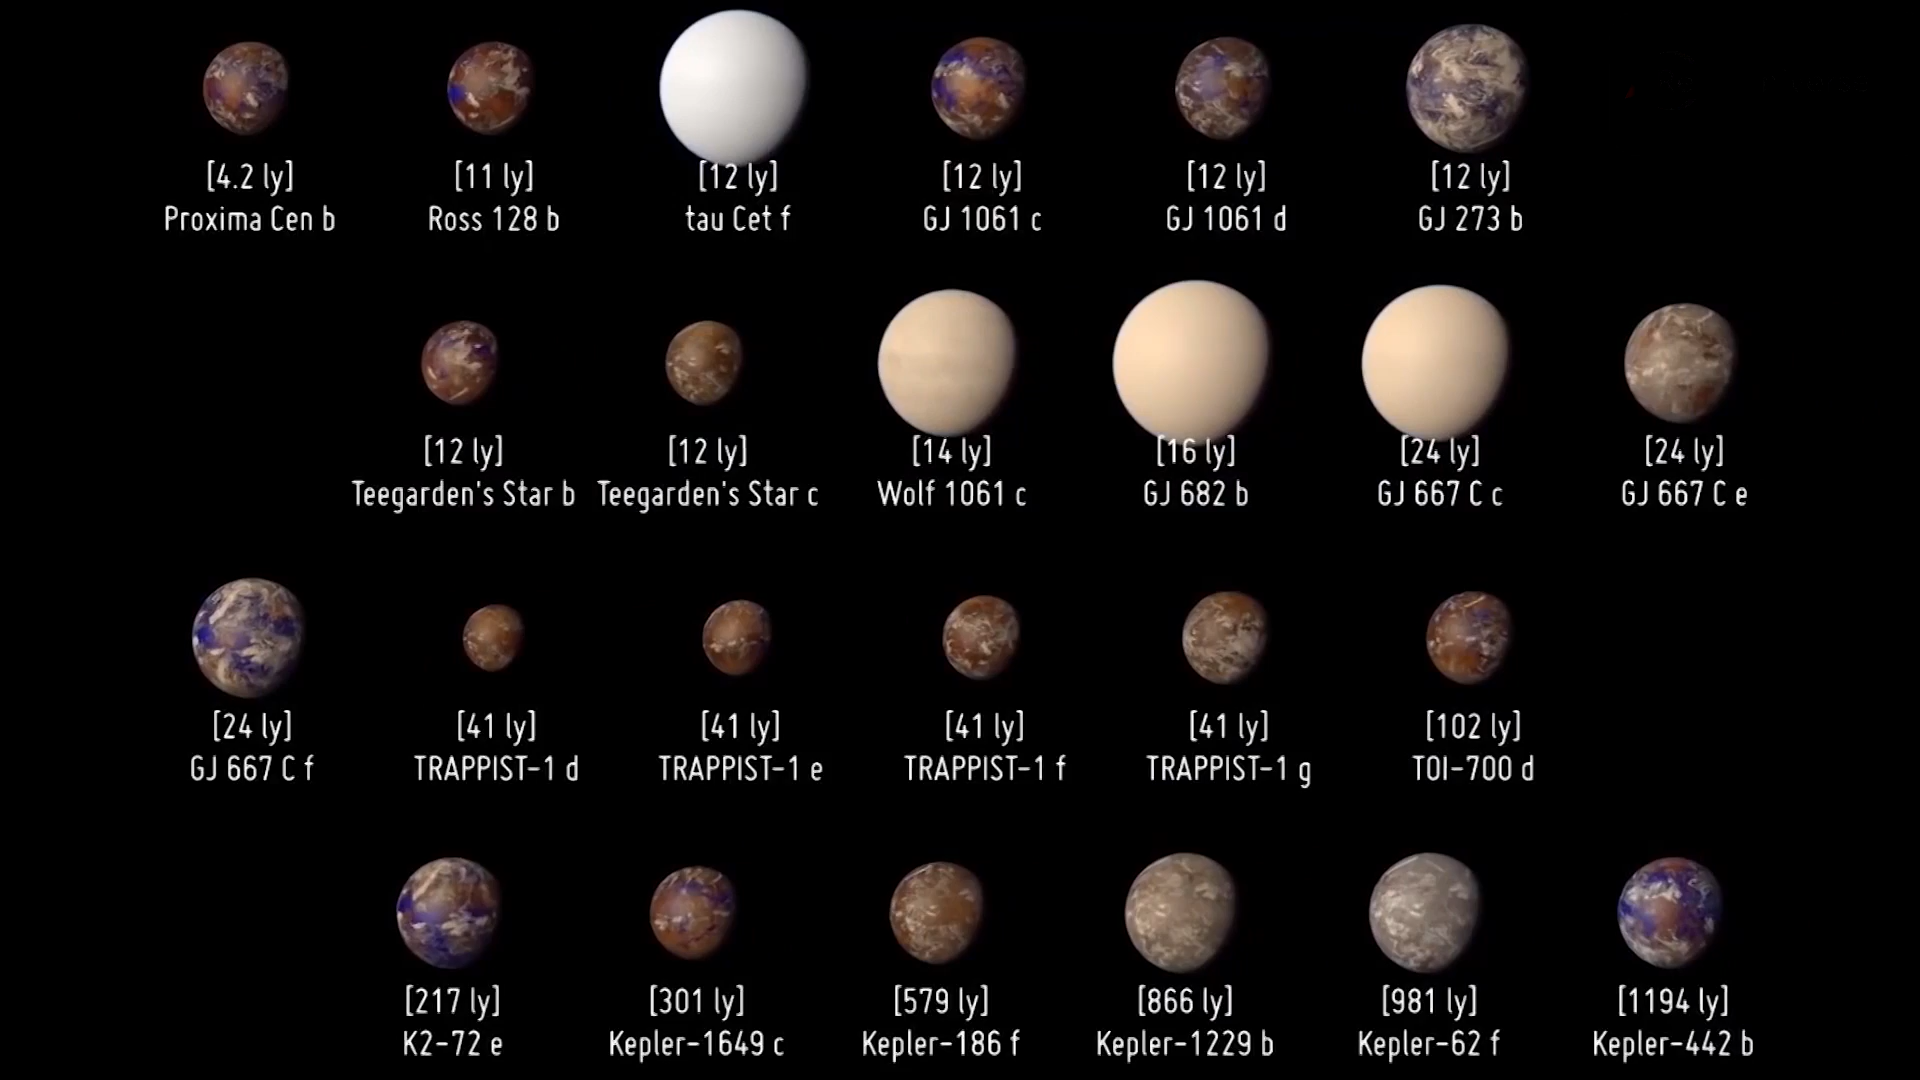 [4.2 ly] [11 ly] [12 ly] [12 ly] [12 ly] [12 ly]
Proxima Cen b Ross 128 b tau Cet f GJ 1061 c GJ 1061 d GJ 273 b
[12 ly] [12 ly] [14 ly] [16 ly] [24 ly] [24 ly]
Teegarden's Star b Teegarden's Star c Wolf 1061 c GJ 682 b GJ 667 C c GJ 667 C e
[24 ly] [41 ly] [41 ly] [41 ly] [41 ly] [102 ly]
GJ 667 C f TRAPPIST-1 d TRAPPIST-1 e TRAPPIST-1 f TRAPPIST-1 g TOI-700 d
[217 ly] [301 ly] [579 ly] [866 ly] [981 ly] [1194 ly]
K2-72 e Kepler-1649 c Kepler-186 f Kepler-1229 b Kepler-62 f Kepler-442 b